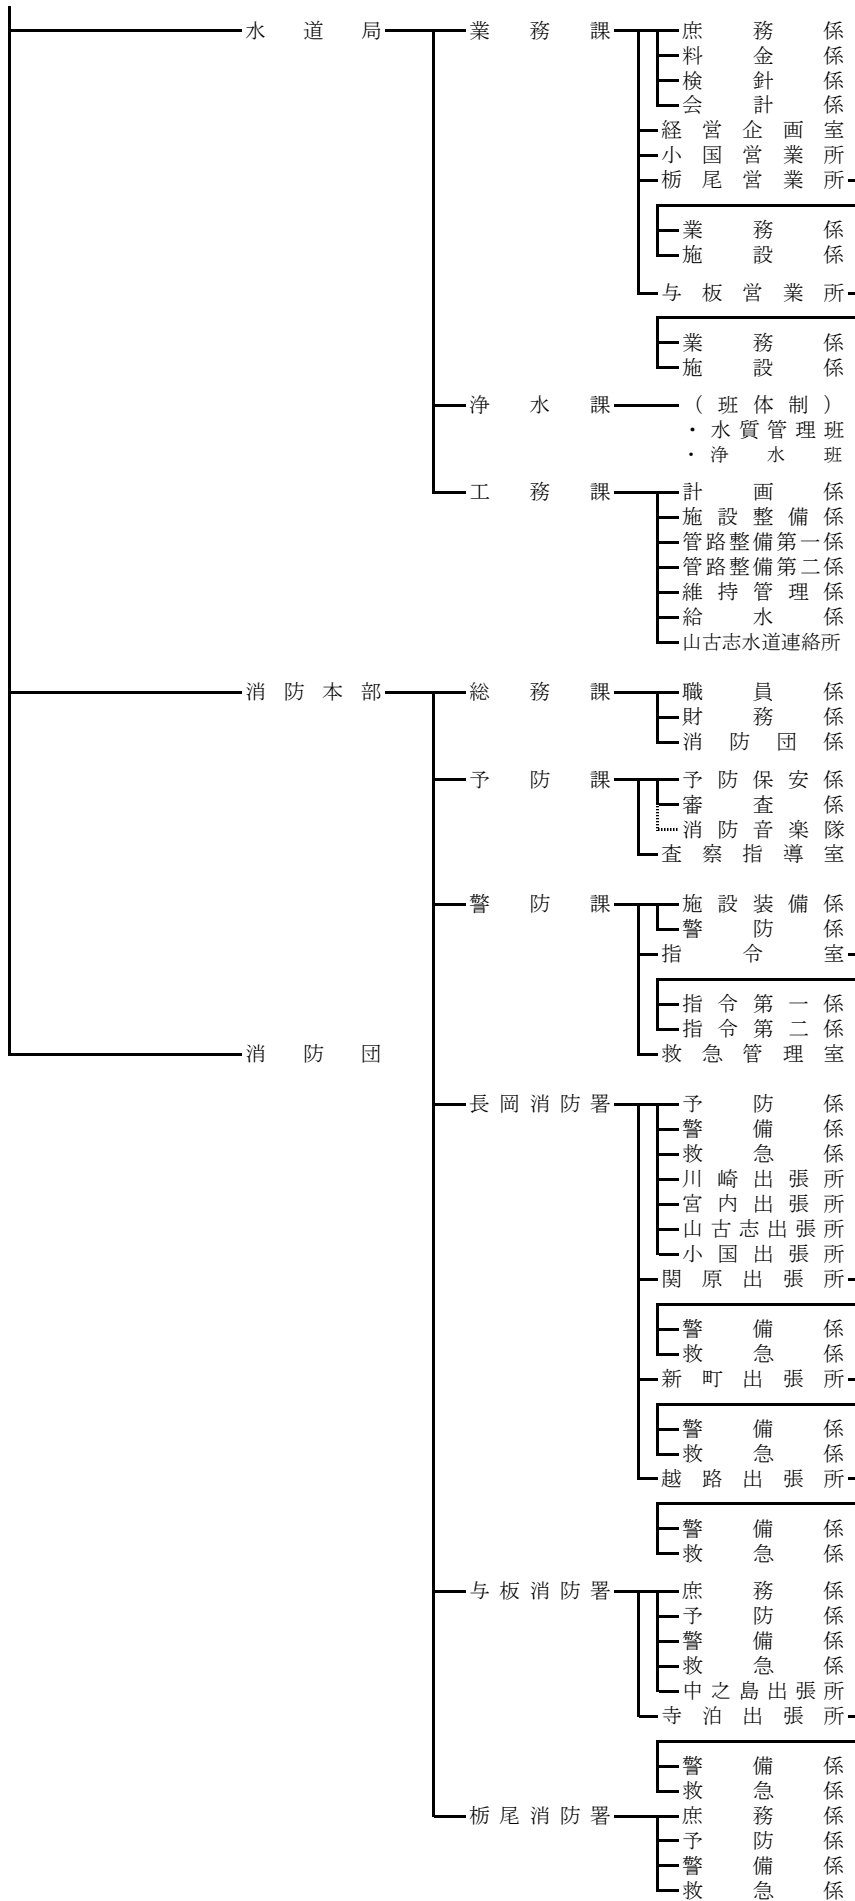 水道局 業務課 庶務係
料金係
検針係
会計係
経営企画室
小国営業所
栃尾営業所
業務係
施設係
与板営業所
業務係
施設係
浄水課 (班体制)
・水質管理班
・浄水班
工務課 計画係
施設整備係
管路整備第一係
管路整備第二係
維持管理係
給水係
山古志水道連絡所
消防本部 総務課 職員係
財務係
消防団係
予防課 予防保安係
審査係
消防音楽隊
査察指導室
警防課 施設装備係
警防係
指令室
指令第一係
指令第二係
消防団 救急管理室
長岡消防署 予防係
警備係
救急係
川崎出張所
宮内出張所
山古志出張所
小国出張所
関原出張所
警備係
救急係
新町出張所
警備係
救急係
越路出張所
警備係
救急係
与板消防署 庶務係
予防係
警備係
救急係
中之島出張所
寺泊出張所
警備係
救急係
栃尾消防署 庶務係
予防係
警備係
救急係